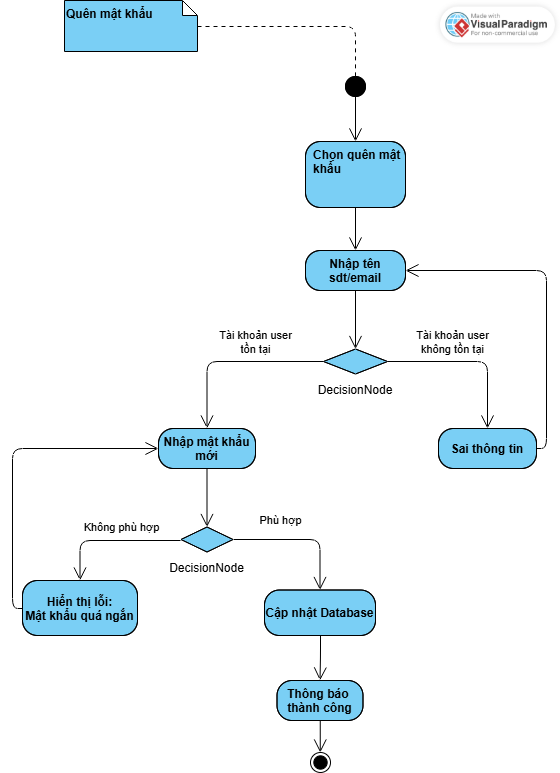 Quên mật khẩu
Made with
VisualParadigm
For non-commercial use
Chọn quên mật
khẩu
Nhập tên
sdt/email
Tài khoản user
tồn tại
Tài khoản user
không tồn tại
DecisionNode
Nhập mật khẩu
mới
Sai thông tin
Không phù hợp
Phù hợp
DecisionNode
Hiển thị lỗi:
Mật khẩu quá ngắn
Cập nhật Database
Thông báo
thành công